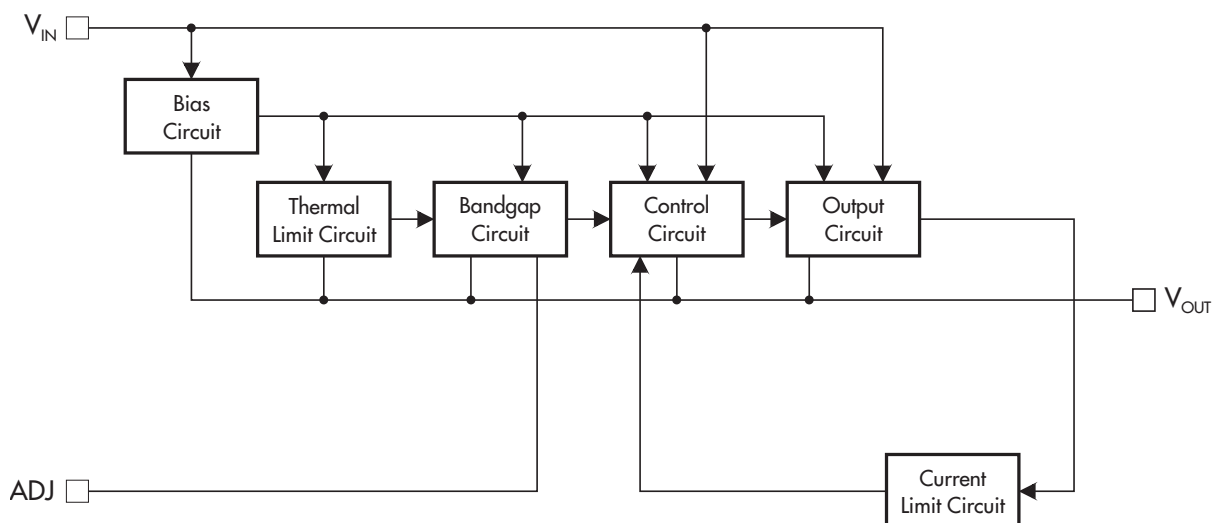 V_IN
Bias
Circuit
Thermal
Limit Circuit
Bandgap
Circuit
Control
Circuit
Output
Circuit
V_OUT
ADJ
Current
Limit Circuit